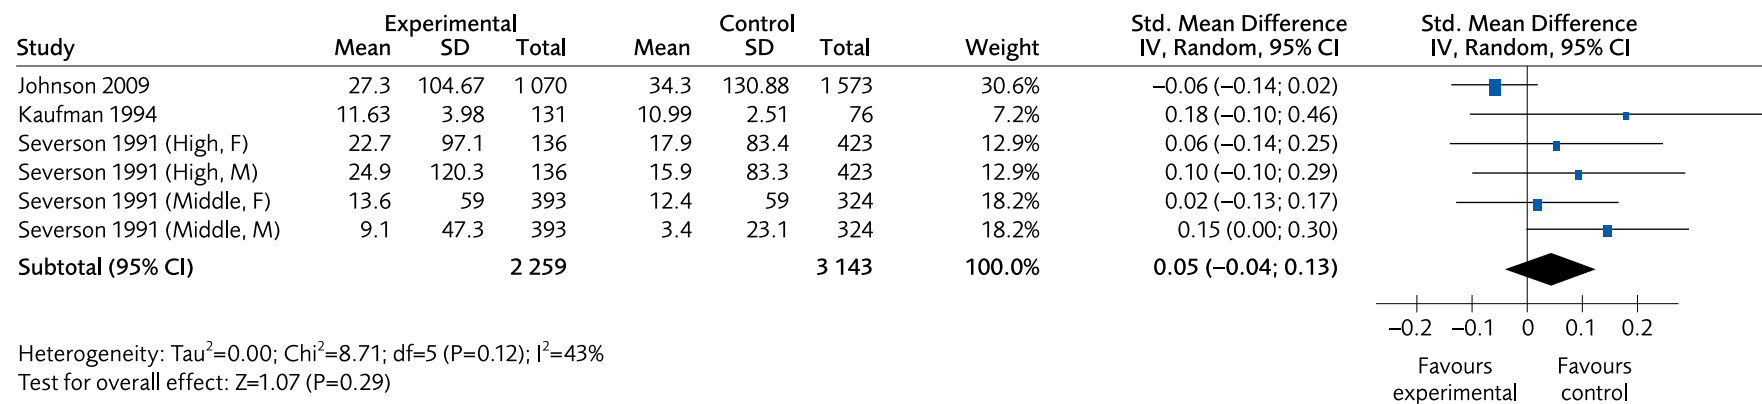 Experimental Control Std. Mean Difference Std. Mean Difference
Study Mean SD Total Mean SD Total Weight IV, Random, 95% CI IV, Random, 95% CI
Johnson 2009 27.3 104.67 1 070 34.3 130.88 1 573 30.6% −0.06 (−0.14; 0.02)
Kaufman 1994 11.63 3.98 131 10.99 2.51 76 7.2% 0.18 (−0.10; 0.46)
Severson 1991 (High, F) 22.7 97.1 136 17.9 83.4 423 12.9% 0.06 (−0.14; 0.25)
Severson 1991 (High, M) 24.9 120.3 136 15.9 83.3 423 12.9% 0.10 (−0.10; 0.29)
Severson 1991 (Middle, F) 13.6 59 393 12.4 59 324 18.2% 0.02 (−0.13; 0.17)
Severson 1991 (Middle, M) 9.1 47.3 393 3.4 23.1 324 18.2% 0.15 (0.00; 0.30)
Subtotal (95% CI) 2 259 3 143 100.0% 0.05 (−0.04; 0.13)
−0.2 −0.1 0 0.1 0.2
Heterogeneity: Tau²=0.00; Chi²=8.71; df=5 (P=0.12); I²=43%
Test for overall effect: Z=1.07 (P=0.29)
Favours Favours
experimental control